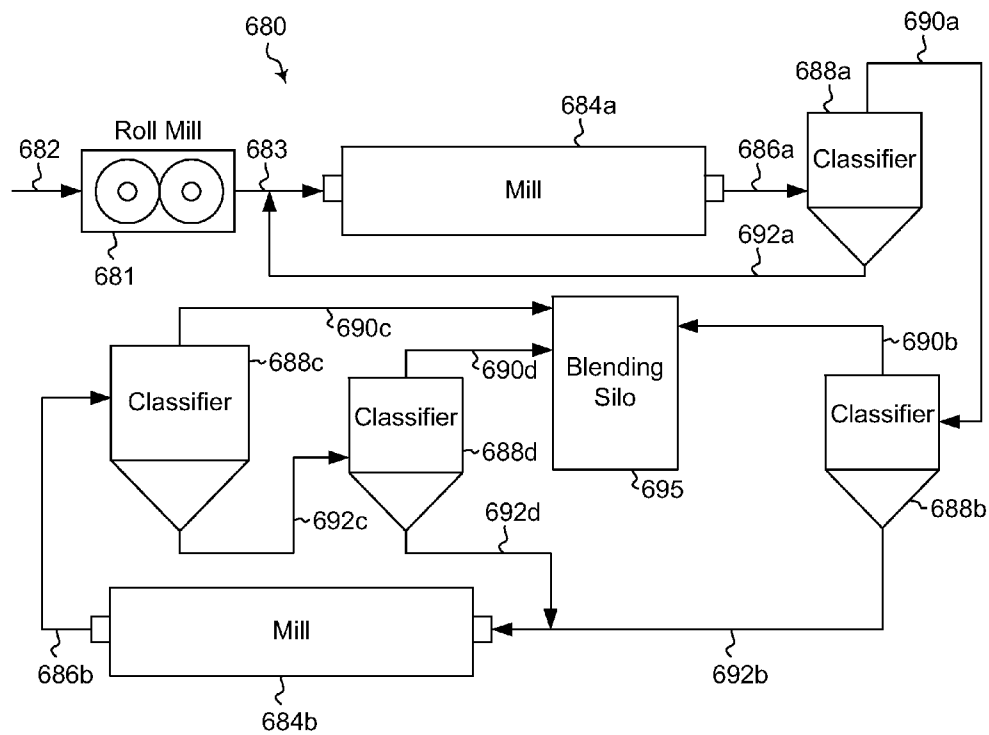 680
690a
688a
684a
Roll Mill
682
683
686a
Classifier
Mill
681
692a
690c
690d
690b
688c
Blending
Silo
Classifier
Classifier
Classifier
688d
695
688b
692c
692d
Mill
686b
692b
684b